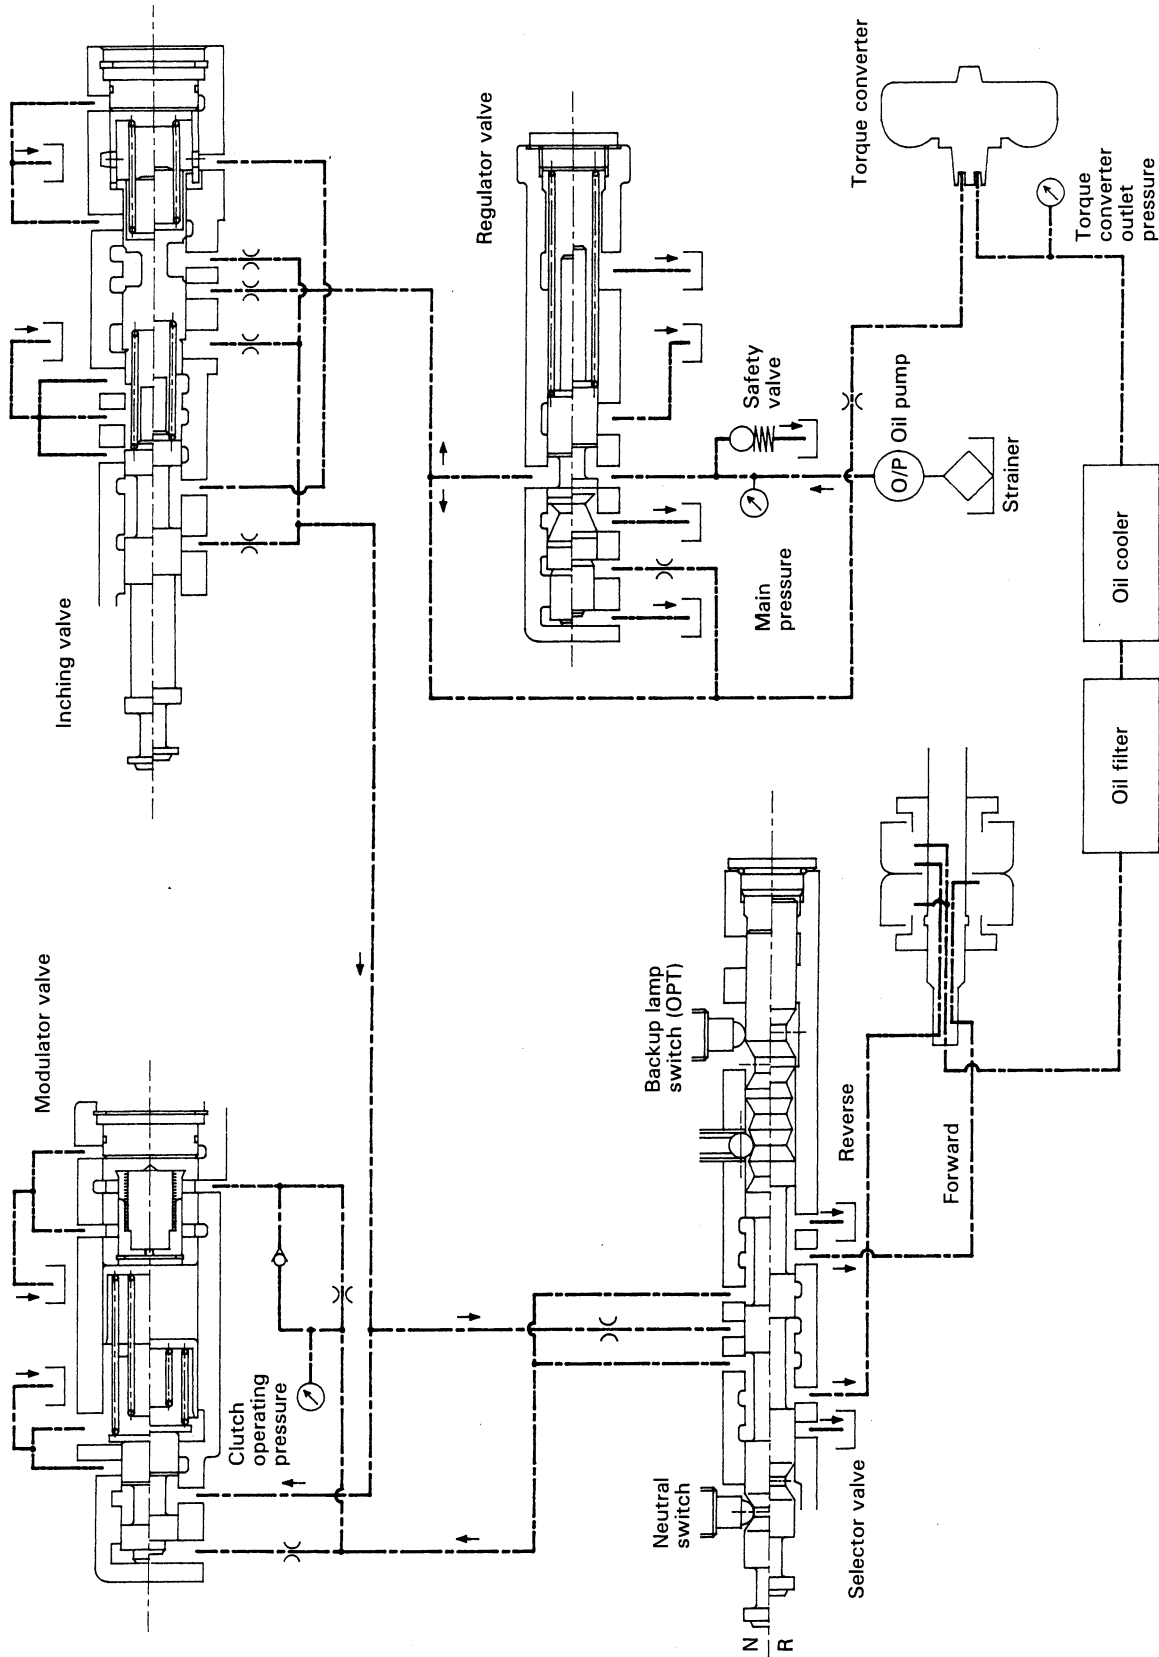 Torque converter
Torque
converter
outlet
pressure
Regulator valve
Safety
valve
O/P Oil pump
Strainer
Oil cooler
Inching valve
Main
pressure
Oil filter
Modulator valve
Backup lamp
switch (OPT)
Reverse
Forward
Clutch
operating
pressure
Neutral
switch
Selector valve
N
R